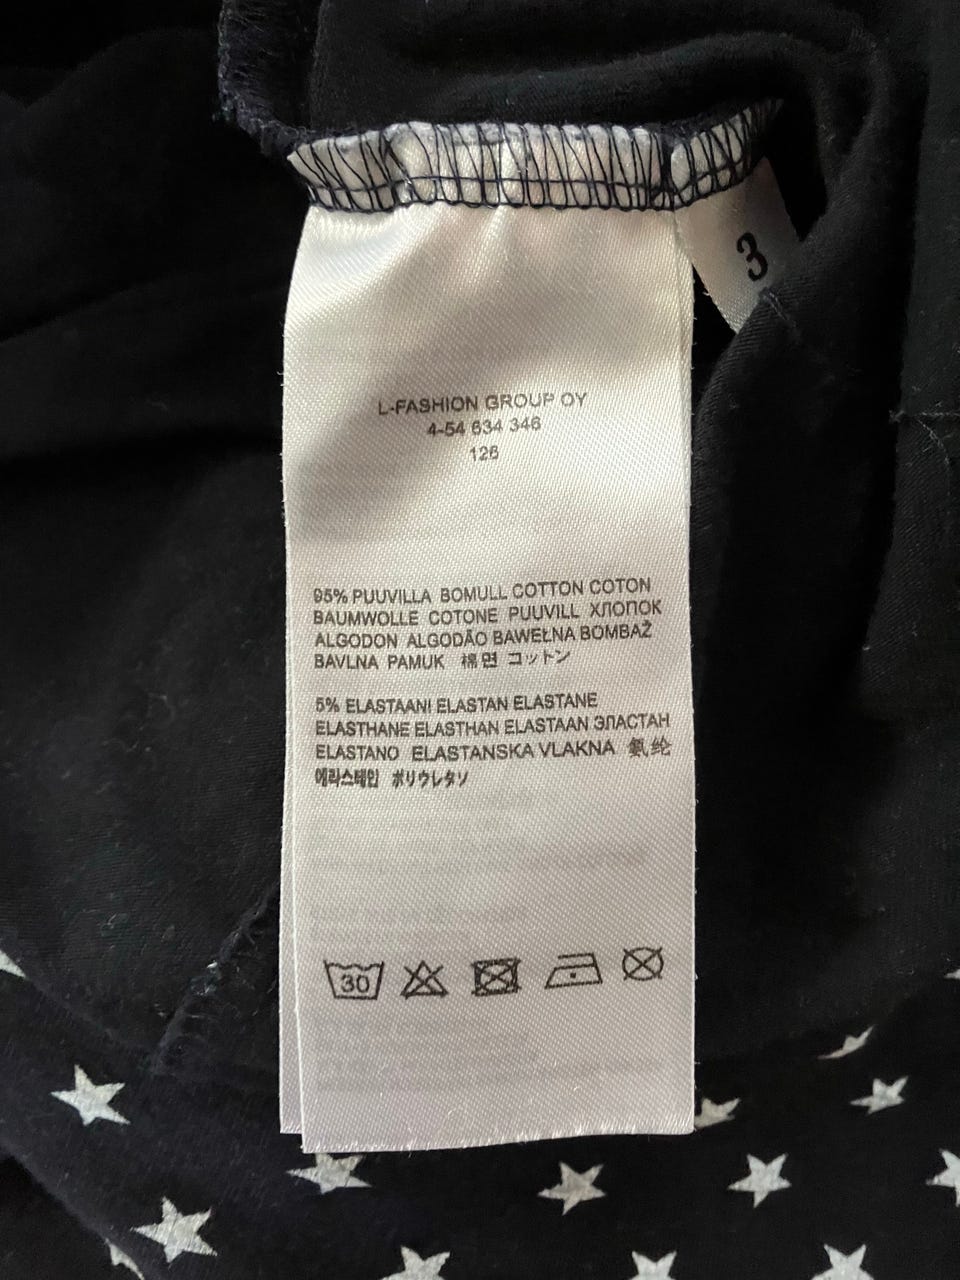 3
L-FASHION GROUP OY
4-54 634 346
126
95% PUUVILLA BOMULL COTTON COTON
BAUMWOLLE COTONE PUUVILL ХЛОПОК
ALGODON ALGODÃO BAWEŁNA BOMBAŽ
BAVLNA PAMUK 棉 면 コットン
5% ELASTAANI ELASTAN ELASTANE
ELASTHANE ELASTHAN ELASTAAN ЭЛАСТАН
ELASTANO ELASTANSKA VLAKNA 氨纶
에라스테인 ポリウレタン
30